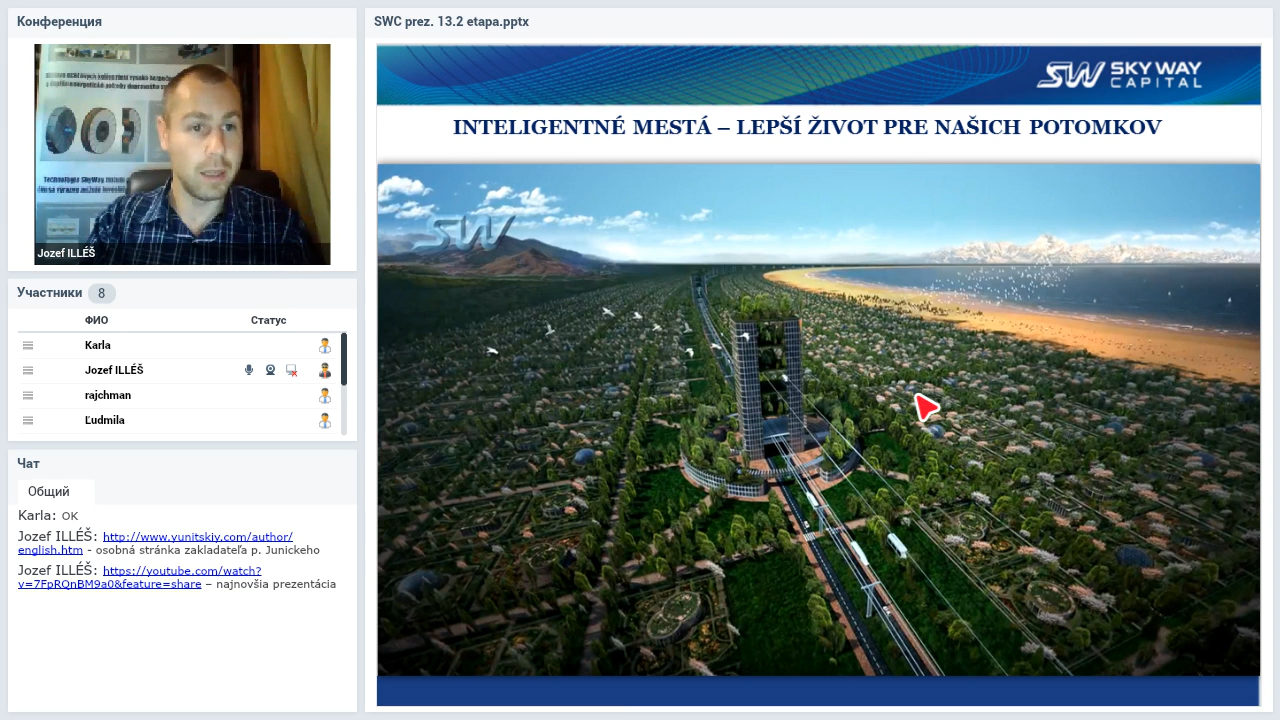 Конференция
Jozef ILLÉŠ
Участники 8
ФИО Статус
Karla
Jozef ILLÉŠ
rajchman
Ľudmila
Чат
Общий
Karla: OK
Jozef ILLÉŠ: http://www.yunitskiy.com/author/
english.htm - osobná stránka zakladateľa p. Junickeho
Jozef ILLÉŠ: https://youtube.com/watch?
v=7FpRQnBM9a0&feature=share – najnovšia prezentácia
SWC prez. 13.2 etapa.pptx
SW SKY WAY
CAPITAL
INTELIGENTNÉ MESTÁ – LEPŠÍ ŽIVOT PRE NAŠICH POTOMKOV
SW